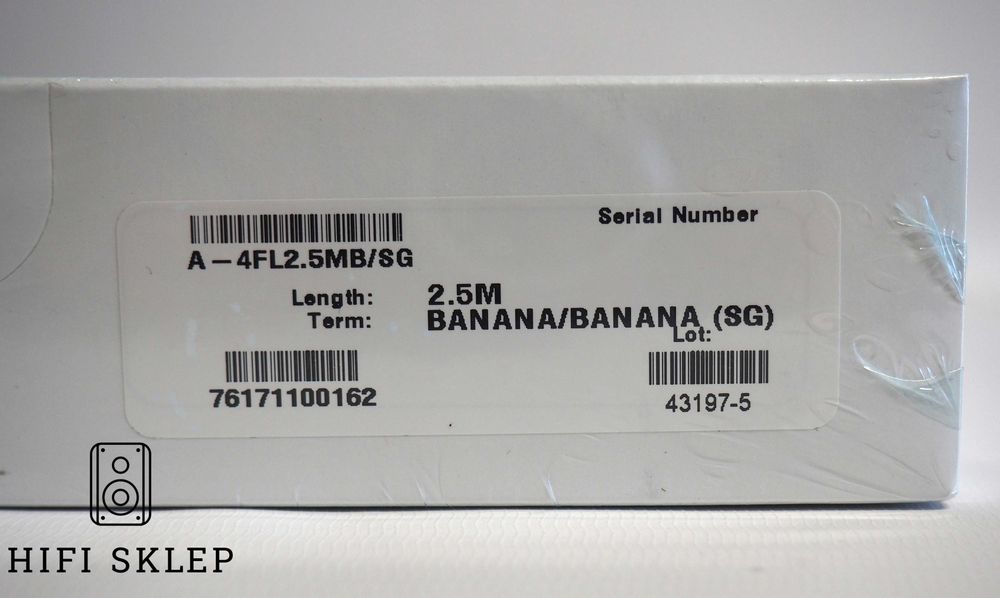 Serial Number
A-4FL2.5MB/SG
Length: 2.5M
Term: BANANA/BANANA (SG)
Lot:
76171100162
43197-5
HIFI SKLEP